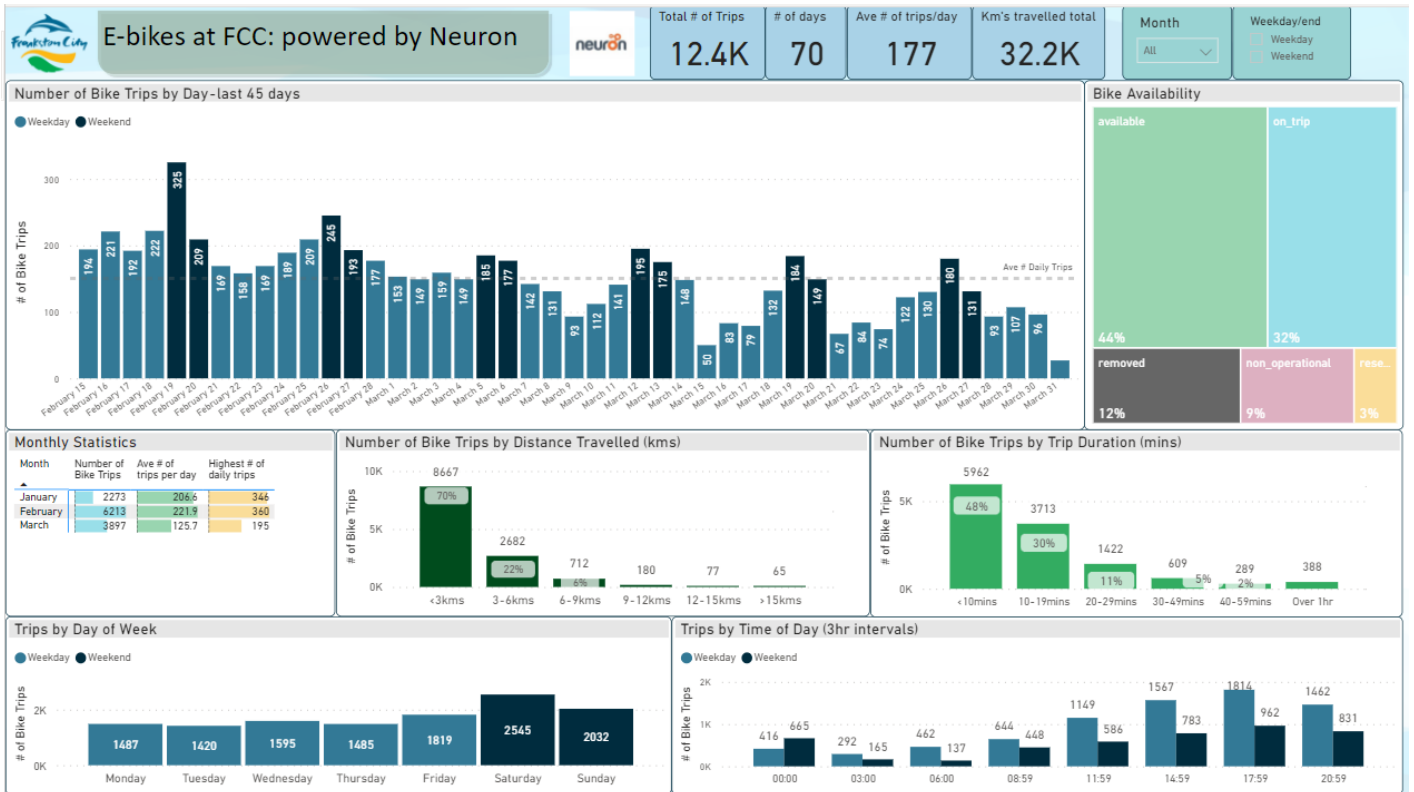 Frankston City
E-bikes at FCC: powered by Neuron
neuron
Total # of Trips
12.4K
# of days
70
Ave # of trips/day
177
Km's travelled total
32.2K
Month
All
Weekday/end
Weekday
Weekend
Number of Bike Trips by Day-last 45 days
Weekday Weekend
# of Bike Trips
300
200
100
0
194 221 192 222 325 209 169 158 169 189 209 245 193 177 153 149 159 149 185 177 142 131 93 112 141 195 175 148 50 83 79 132 184 149 67 84 74 122 130 180 131 93 107 96
Ave # Daily Trips
February 15 February 16 February 17 February 18 February 19 February 20 February 21 February 22 February 23 February 24 February 25 February 26 February 27 February 28 March 1 March 2 March 3 March 4 March 5 March 6 March 7 March 8 March 9 March 10 March 11 March 12 March 13 March 14 March 15 March 16 March 17 March 18 March 19 March 20 March 21 March 22 March 23 March 24 March 25 March 26 March 27 March 28 March 29 March 30 March 31
Bike Availability
available
44%
on_trip
32%
removed
12%
non_operational
9%
rese...
3%
Monthly Statistics
Month Number of Bike Trips Ave # of trips per day Highest # of daily trips
January 2273 206.6 346
February 6213 221.9 360
March 3897 125.7 195
Number of Bike Trips by Distance Travelled (kms)
# of Bike Trips
10K
5K
0K
8667 2682 712 180 77 65
70% 22% 6%
<3kms 3-6kms 6-9kms 9-12kms 12-15kms >15kms
Number of Bike Trips by Trip Duration (mins)
# of Bike Trips
5K
0K
5962 3713 1422 609 289 388
48% 30% 11% 5% 2%
<10mins 10-19mins 20-29mins 30-49mins 40-59mins Over 1hr
Trips by Day of Week
Weekday Weekend
# of Bike Trips
2K
0K
1487 1420 1595 1485 1819 2545 2032
Monday Tuesday Wednesday Thursday Friday Saturday Sunday
Trips by Time of Day (3hr intervals)
Weekday Weekend
# of Bike Trips
2K
1K
0K
416 665 292 165 462 137 644 448 1149 586 1567 783 1814 962 1462 831
00:00 03:00 06:00 08:59 11:59 14:59 17:59 20:59